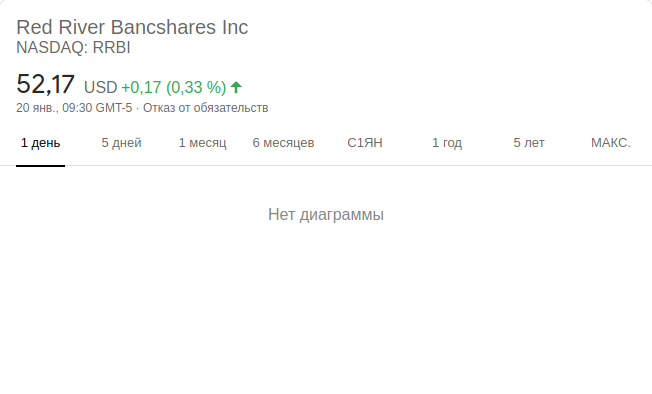 Red River Bancshares Inc
NASDAQ: RRBI
52,17 USD +0,17 (0,33 %)
20 янв., 09:30 GMT-5 · Отказ от обязательств
1 день 5 дней 1 месяц 6 месяцев С1ЯН 1 год 5 лет МАКС.
Нет диаграммы